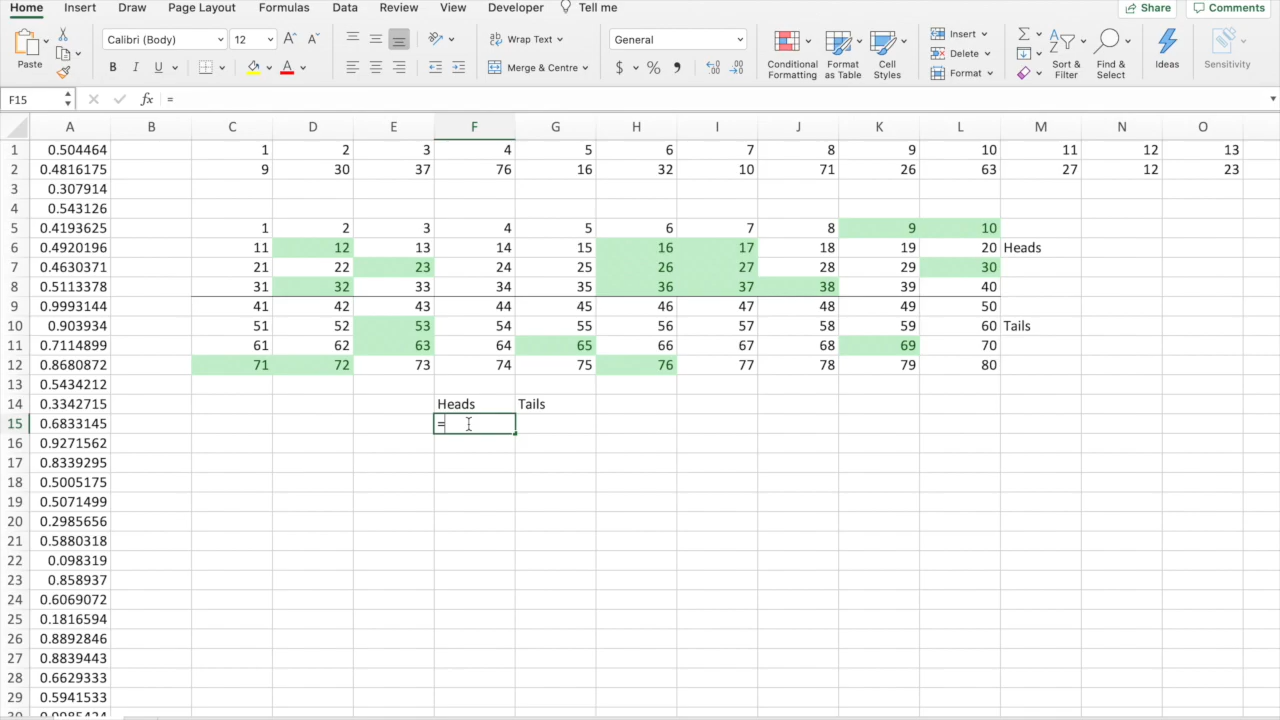 Home Insert Draw Page Layout Formulas Data Review View Developer Tell me Share Comments
Paste Calibri (Body) 12 A A Wrap Text General Insert
B I U A Merge & Centre $ % Conditional Formatting Format as Table Cell Styles Delete Format Sort & Filter Find & Select Ideas Sensitivity
F15 fx =
A B C D E F G H I J K L M N O
1 0.504464 1 2 3 4 5 6 7 8 9 10 11 12 13
2 0.4816175 9 30 37 76 16 32 10 71 26 63 27 12 23
3 0.307914
4 0.543126
5 0.4193625 1 2 3 4 5 6 7 8 9 10
6 0.4920196 11 12 13 14 15 16 17 18 19 20 Heads
7 0.4630371 21 22 23 24 25 26 27 28 29 30
8 0.5113378 31 32 33 34 35 36 37 38 39 40
9 0.9993144 41 42 43 44 45 46 47 48 49 50
10 0.903934 51 52 53 54 55 56 57 58 59 60 Tails
11 0.7114899 61 62 63 64 65 66 67 68 69 70
12 0.8680872 71 72 73 74 75 76 77 78 79 80
13 0.5434212
14 0.3342715 Heads Tails
15 0.6833145 =
16 0.9271562
17 0.8339295
18 0.5005175
19 0.5071499
20 0.2985656
21 0.5880318
22 0.098319
23 0.858937
24 0.6069072
25 0.1816594
26 0.8892846
27 0.8839443
28 0.6629333
29 0.5941533